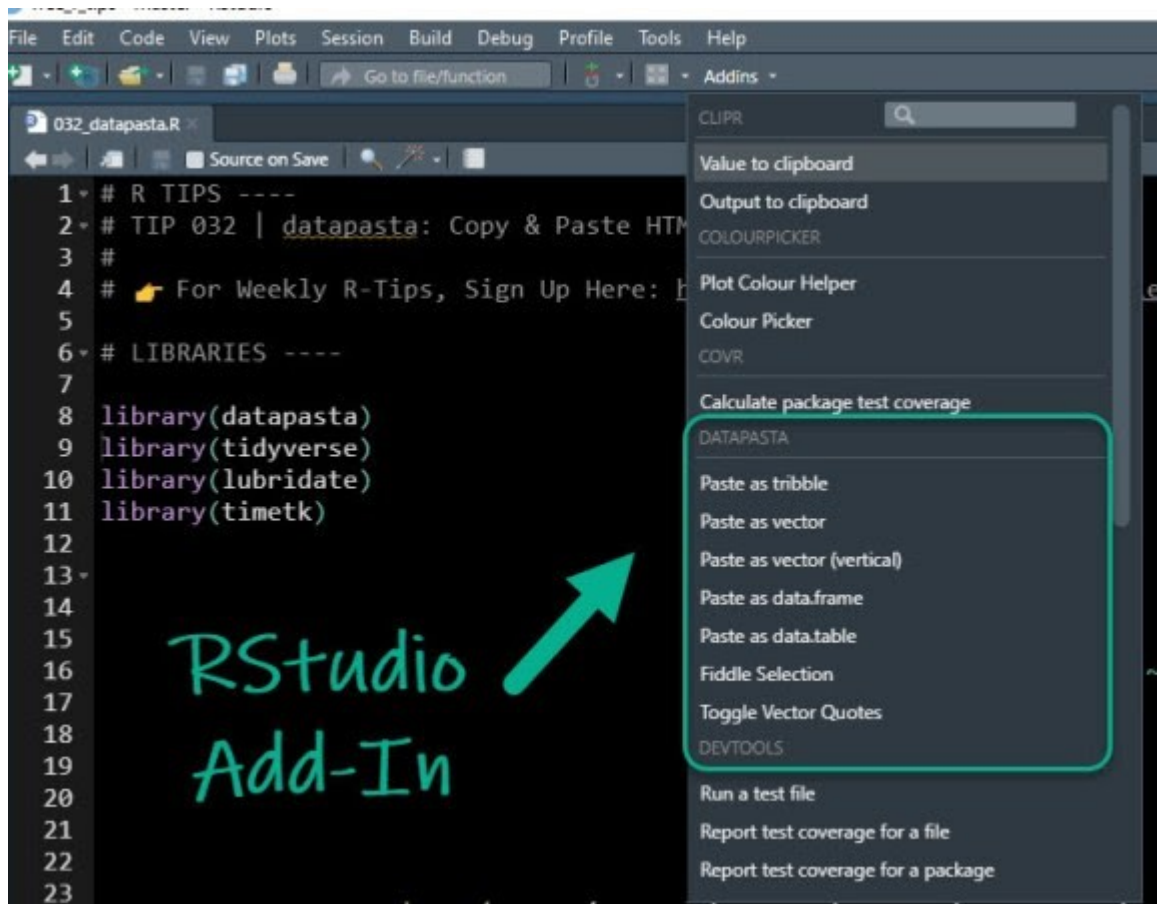 File Edit Code View Plots Session Build Debug Profile Tools Help
Go to file/function Addins
032_datapasta.R
Source on Save
1 # R TIPS ----
2 # TIP 032 | datapasta: Copy & Paste HTM
3 #
4 # 👉 For Weekly R-Tips, Sign Up Here: h
5
6 # LIBRARIES ----
7
8 library(datapasta)
9 library(tidyverse)
10 library(lubridate)
11 library(timetk)
12
13
14
15
16
17
18
19
20
21
22
23
RStudio
Add-In
CLIPR
Value to clipboard
Output to clipboard
COLOURPICKER
Plot Colour Helper
Colour Picker
COVR
Calculate package test coverage
DATAPASTA
Paste as tribble
Paste as vector
Paste as vector (vertical)
Paste as data.frame
Paste as data.table
Fiddle Selection
Toggle Vector Quotes
DEVTOOLS
Run a test file
Report test coverage for a file
Report test coverage for a package